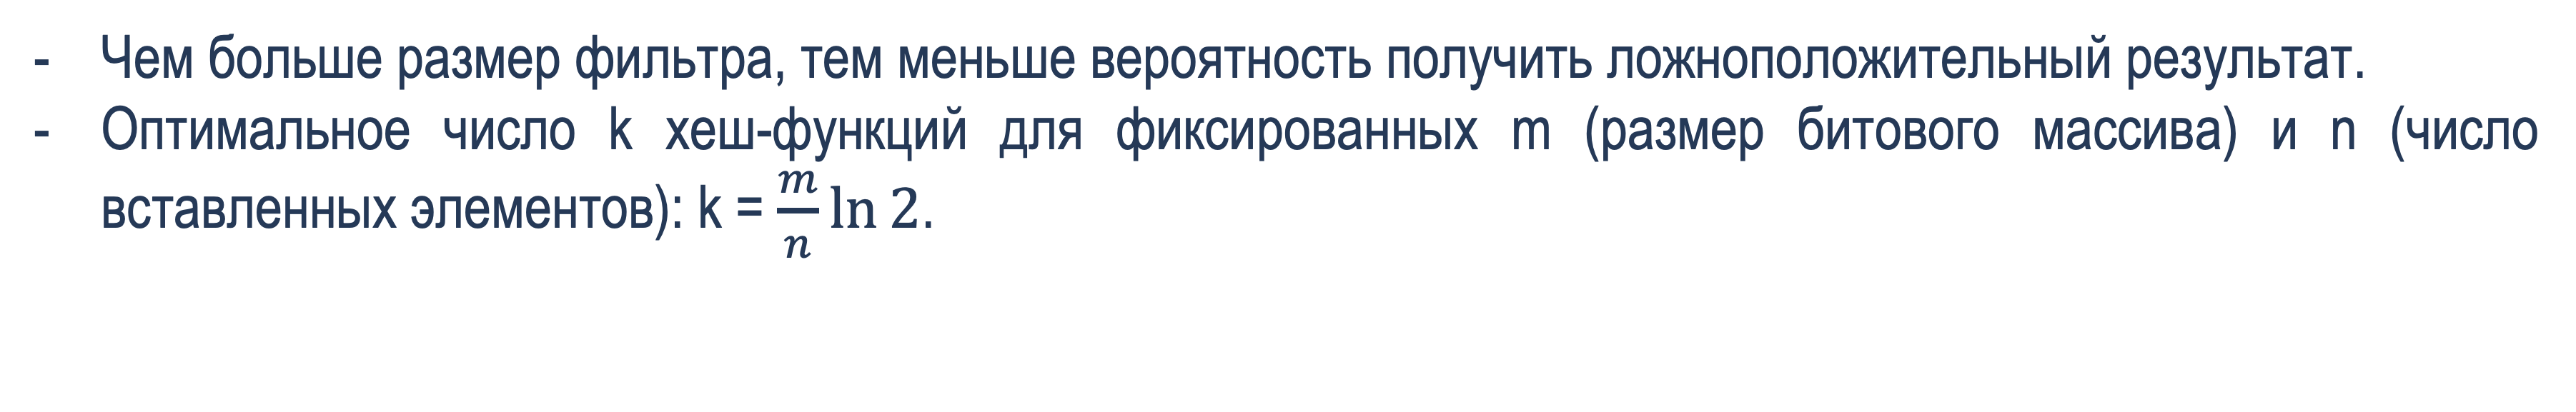 - Чем больше размер фильтра, тем меньше вероятность получить ложноположительный результат.
- Оптимальное число k хеш-функций для фиксированных m (размер битового массива) и n (число
вставленных элементов): k = m/n ln 2.